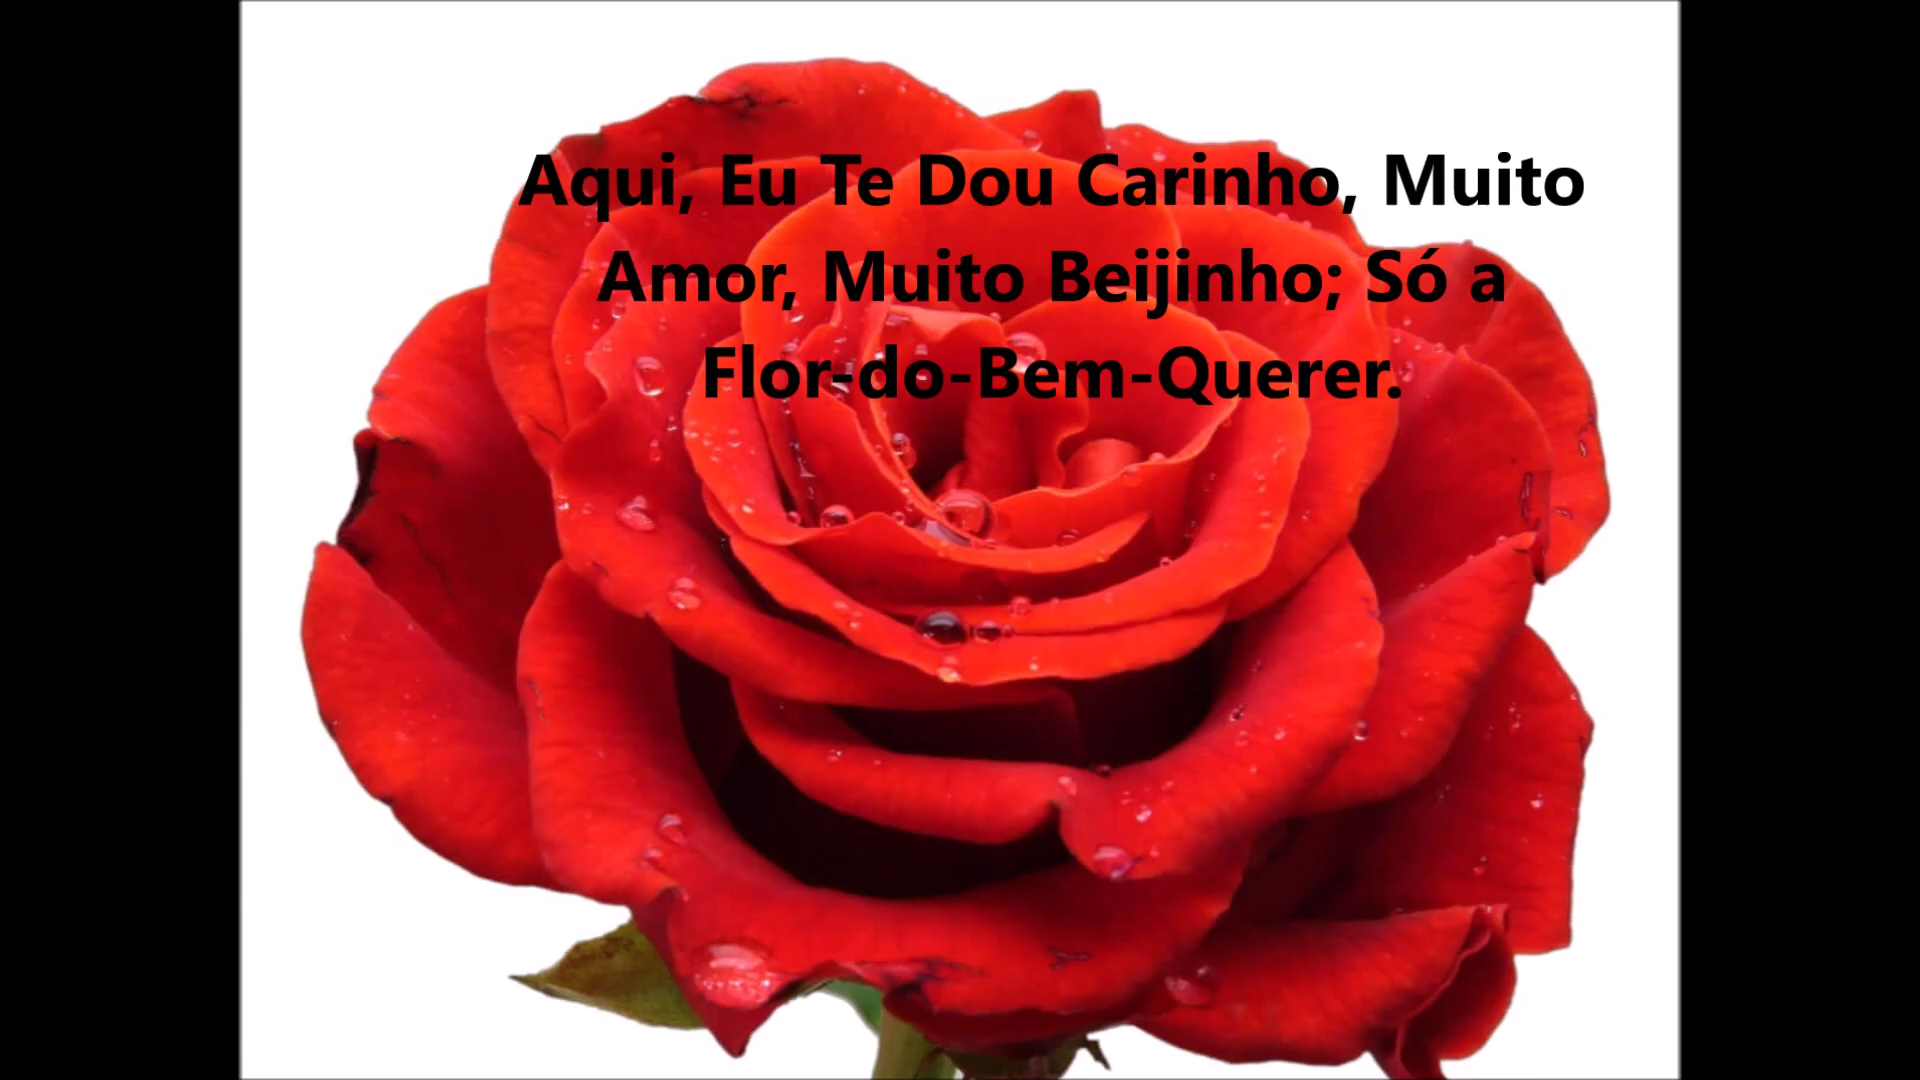 Aqui, Eu Te Dou Carinho, Muito
Amor, Muito Beijinho; Só a
Flor-do-Bem-Querer.